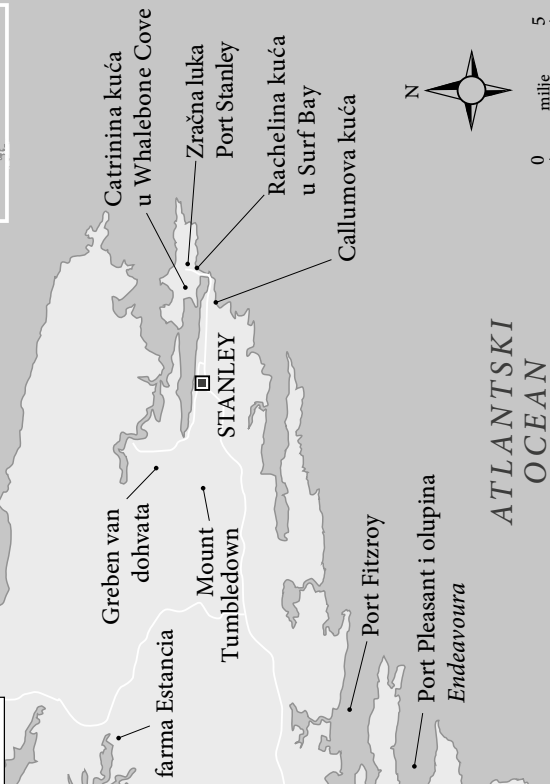 Catrinina kuća
u Whalebone Cove
Zračna luka
Port Stanley
Rachelina kuća
u Surf Bay
Callumova kuća
N
0
5
milje
STANLEY
ATLANTSKI
OCEAN
Greben van
dohvata
Mount
Tumbledown
Port Fitzroy
Port Pleasant i olupina
Endeavoura
farma Estancia